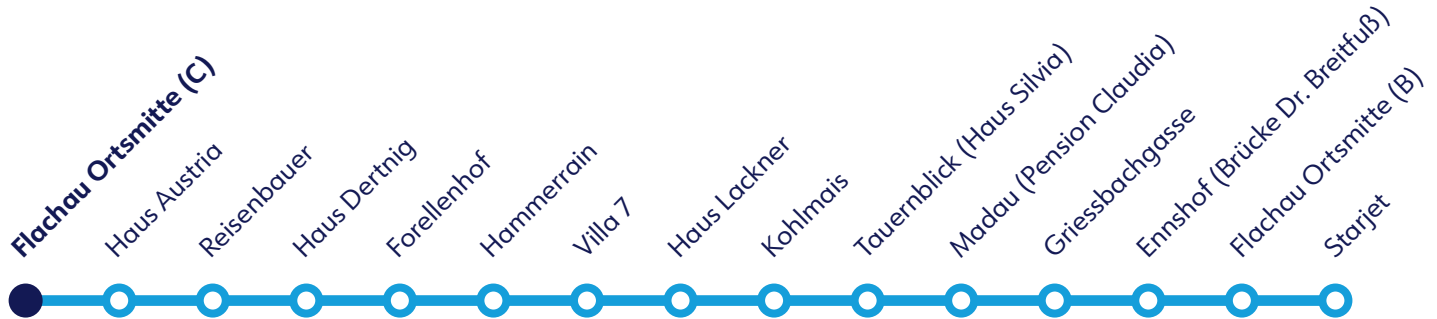 Flachau Ortsmitte (C)
Haus Austria
Reisenbauer
Haus Dertnig
Forellenhof
Hammerrain
Villa 7
Haus Lackner
Kohlmais
Tauernblick (Haus Silvia)
Madau (Pension Claudia)
Griessbachgasse
Ennshof (Brücke Dr. Breitfuß)
Flachau Ortsmitte (B)
Starjet